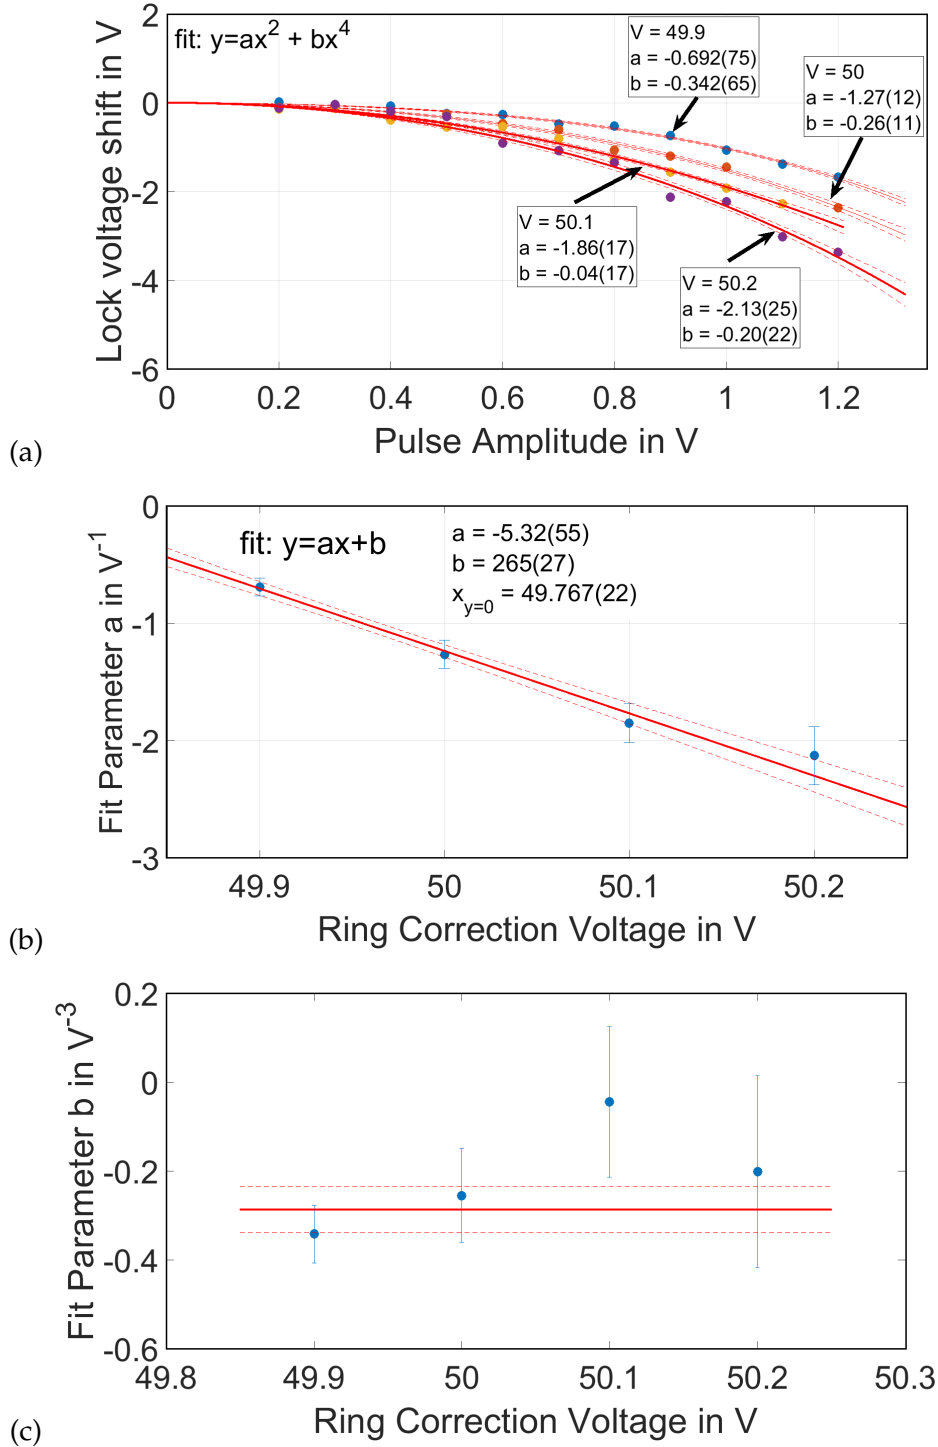 fit: y=ax² + bx⁴
V = 49.9
a = -0.692(75)
b = -0.342(65)
V = 50
a = -1.27(12)
b = -0.26(11)
V = 50.1
a = -1.86(17)
b = -0.04(17)
V = 50.2
a = -2.13(25)
b = -0.20(22)
Lock voltage shift in V
2
0
-2
-4
-6
0 0.2 0.4 0.6 0.8 1 1.2
Pulse Amplitude in V
(a)
fit: y=ax+b
a = -5.32(55)
b = 265(27)
x_{y=0} = 49.767(22)
Fit Parameter a in V⁻¹
0
-1
-2
-3
49.9 50 50.1 50.2
Ring Correction Voltage in V
(b)
Fit Parameter b in V⁻³
0.2
0
-0.2
-0.4
-0.6
49.8 49.9 50 50.1 50.2 50.3
Ring Correction Voltage in V
(c)